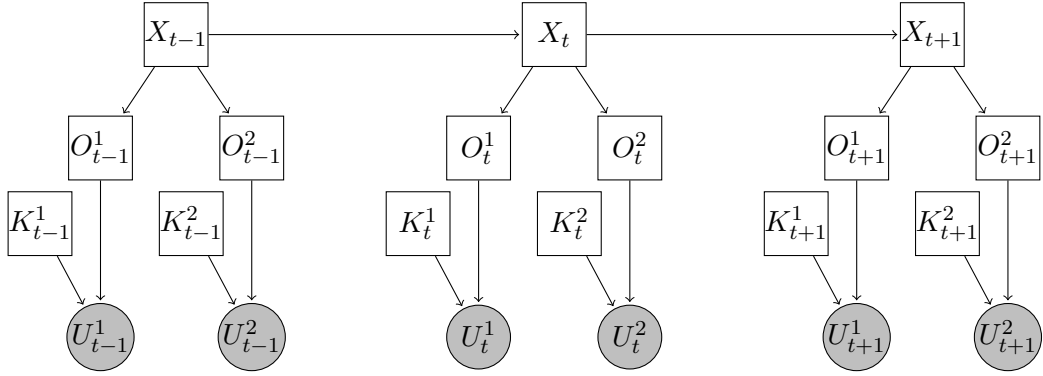 X_{t−1} X_t X_{t+1}
O^1_{t−1} O^2_{t−1} O^1_t O^2_t O^1_{t+1} O^2_{t+1}
K^1_{t−1} K^2_{t−1} K^1_t K^2_t K^1_{t+1} K^2_{t+1}
U^1_{t−1} U^2_{t−1} U^1_t U^2_t U^1_{t+1} U^2_{t+1}